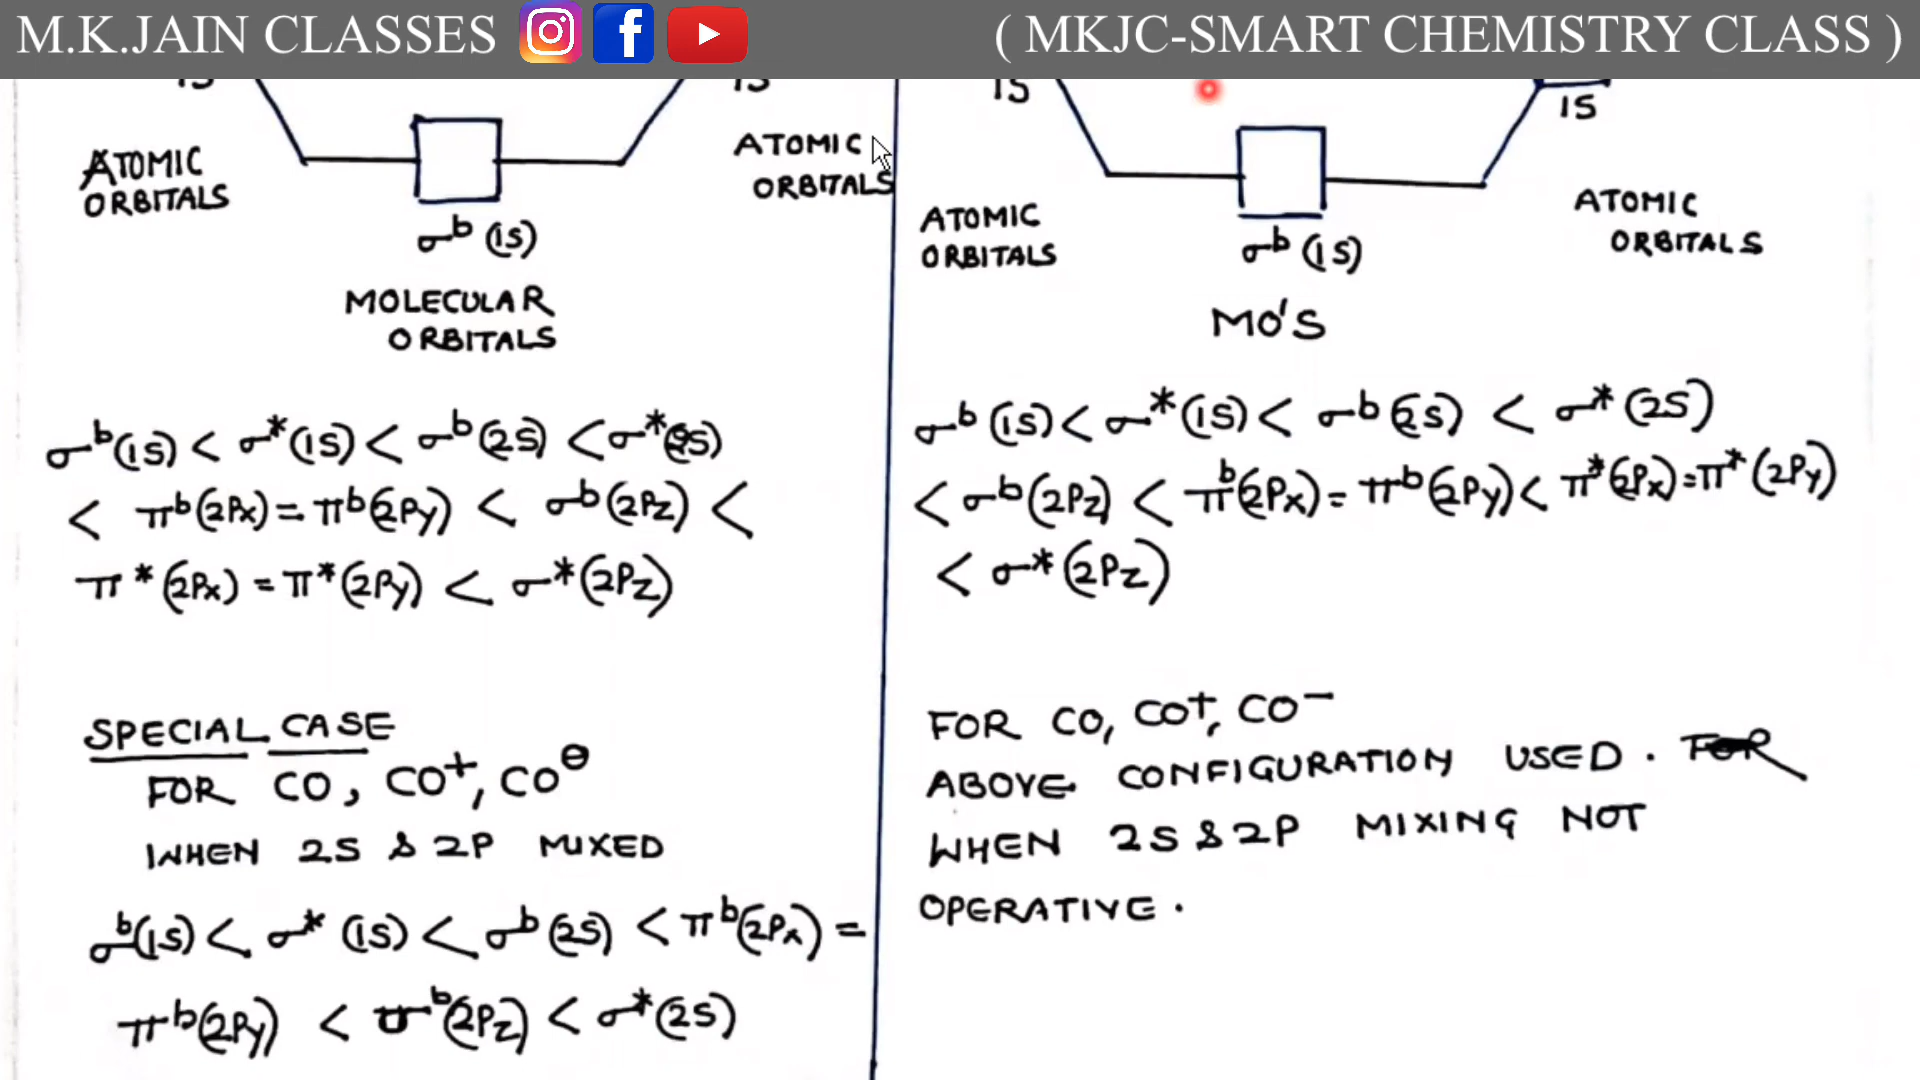 M.K.JAIN CLASSES
( MKJC-SMART CHEMISTRY CLASS )
1S
1S
ATOMIC
ORBITALS
ATOMIC
ORBITALS
σᵇ (1S)
MOLECULAR
ORBITALS
σᵇ(1S) < σ*(1S) < σᵇ(2S) < σ*(2S)
< πᵇ(2Px) = πᵇ(2Py) < σᵇ(2Pz) <
π*(2Px) = π*(2Py) < σ*(2Pz)
SPECIAL CASE
FOR CO, CO⁺, CO⊖
WHEN 2S & 2P MIXED
σᵇ(1S) < σ* (1S) < σᵇ(2S) < πᵇ(2Px) =
πᵇ(2Py) < σᵇ(2Pz) < σ*(2S)
1S
1S
ATOMIC
ORBITALS
ATOMIC
ORBITALS
σᵇ (1S)
MO'S
σᵇ (1S) < σ*(1S) < σᵇ(2S) < σ*(2S)
< σᵇ(2Pz) < πᵇ(2Px) = πᵇ(2Py) < π*(2Px) = π*(2Py)
< σ*(2Pz)
FOR CO, CO⁺, CO⁻
ABOVE CONFIGURATION USED. FOR
WHEN 2S & 2P MIXING NOT
OPERATIVE.